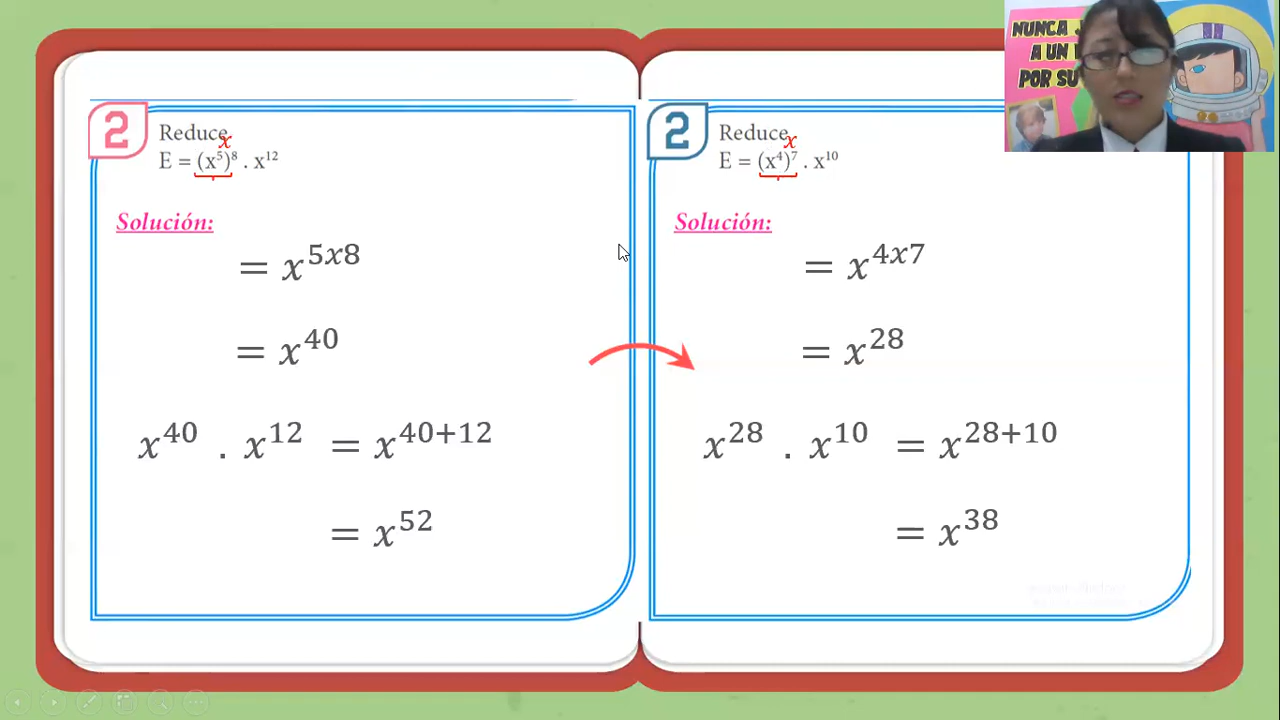 2
Reduce
x
E = (x⁵)⁸ . x¹²
Solución:
= x^{5x8}
= x^{40}
x^{40} . x^{12} = x^{40+12}
= x^{52}
2
Reduce
x
E = (x⁴)⁷ . x¹⁰
Solución:
= x^{4x7}
= x^{28}
x^{28} . x^{10} = x^{28+10}
= x^{38}
NUNCA
A UN
POR SU